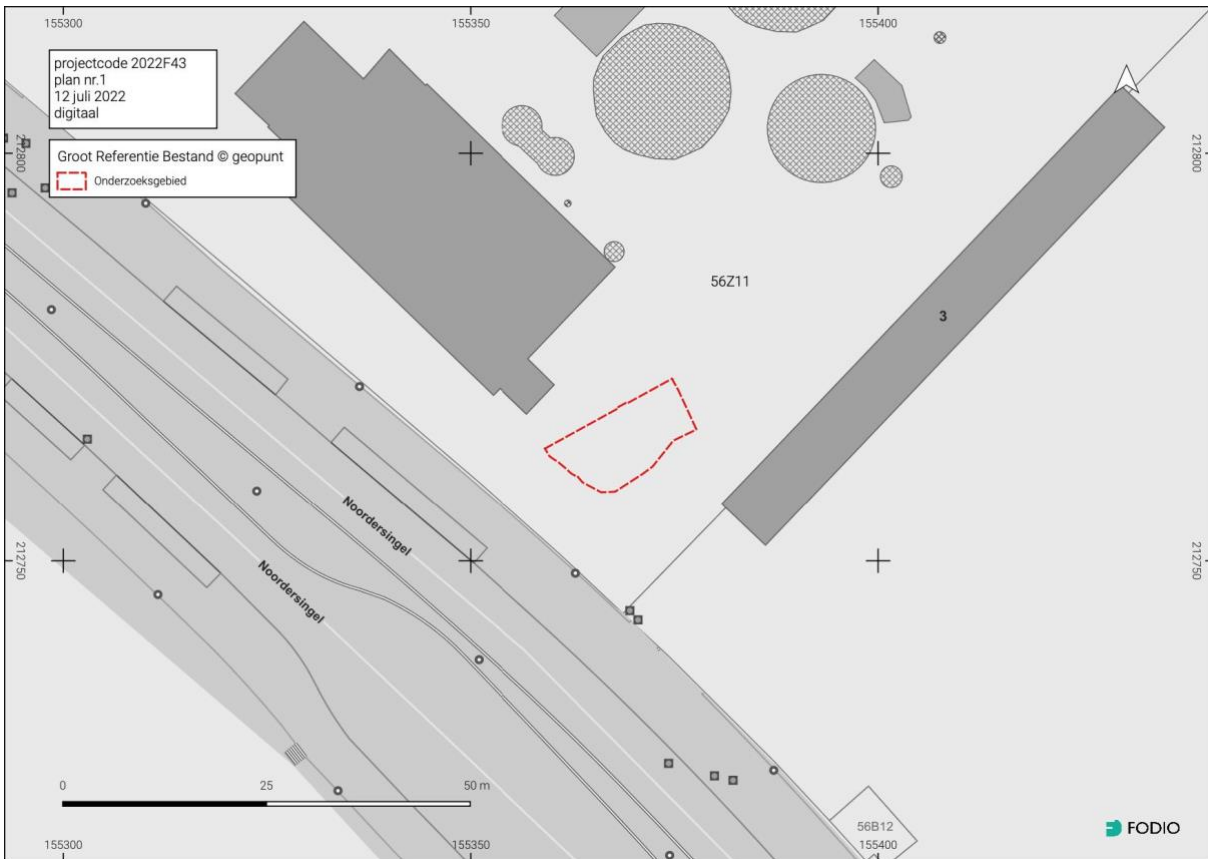 155300
155350
155400
projectcode 2022F43
plan nr.1
12 juli 2022
digitaal
212800
212800
Groot Referentie Bestand © geopunt
Onderzoeksgebied
56Z11
3
Noordersingel
Noordersingel
212750
212750
0 25 50 m
56B12
FODIO
155300
155350
155400